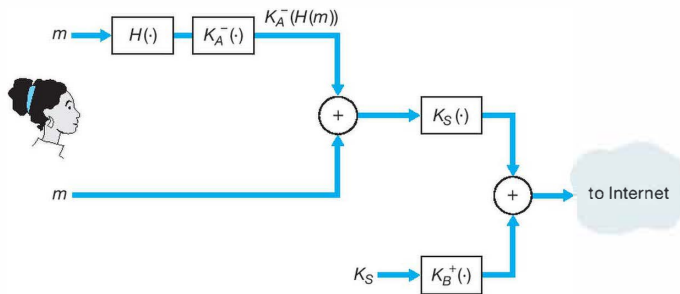 K_A^-(H(m))
m H(·) K_A^-(·)
+ K_S(·)
m + to Internet
K_S K_B^+(·)